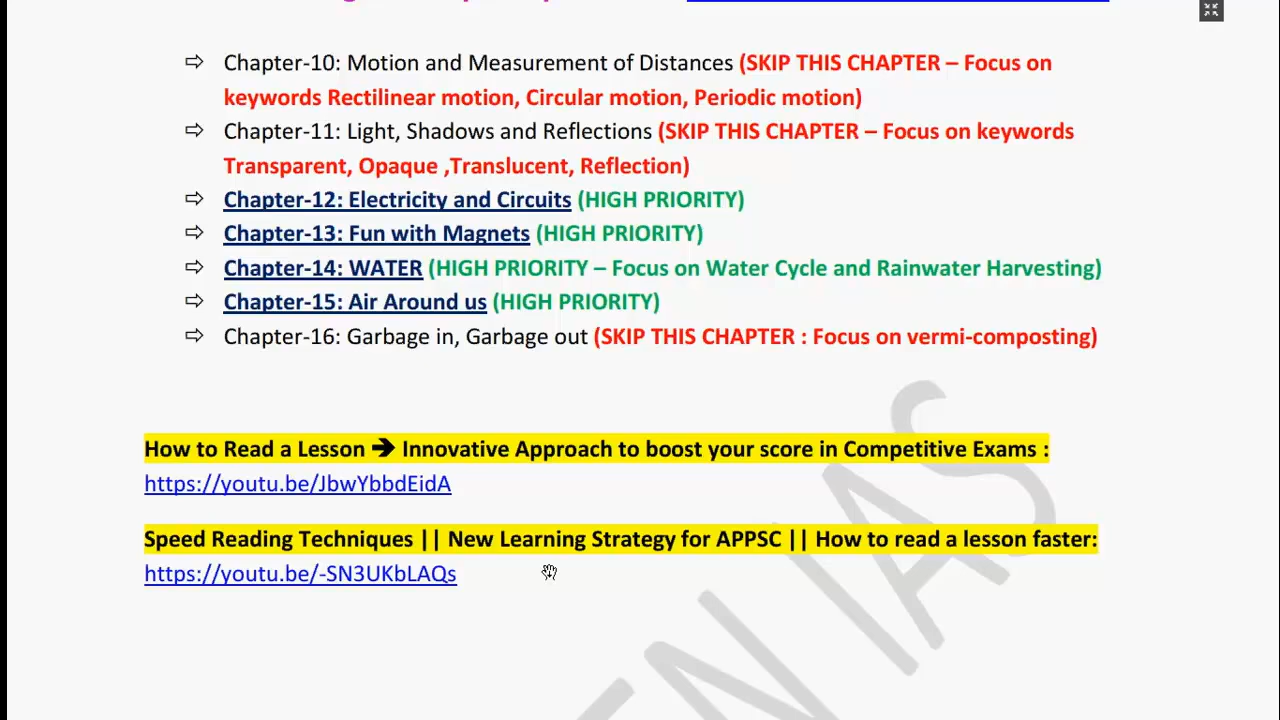 ⇨ Chapter-10: Motion and Measurement of Distances (SKIP THIS CHAPTER – Focus on
keywords Rectilinear motion, Circular motion, Periodic motion)
⇨ Chapter-11: Light, Shadows and Reflections (SKIP THIS CHAPTER – Focus on keywords
Transparent, Opaque ,Translucent, Reflection)
⇨ Chapter-12: Electricity and Circuits (HIGH PRIORITY)
⇨ Chapter-13: Fun with Magnets (HIGH PRIORITY)
⇨ Chapter-14: WATER (HIGH PRIORITY – Focus on Water Cycle and Rainwater Harvesting)
⇨ Chapter-15: Air Around us (HIGH PRIORITY)
⇨ Chapter-16: Garbage in, Garbage out (SKIP THIS CHAPTER : Focus on vermi-composting)
How to Read a Lesson ➔ Innovative Approach to boost your score in Competitive Exams :
https://youtu.be/JbwYbbdEidA
Speed Reading Techniques || New Learning Strategy for APPSC || How to read a lesson faster:
https://youtu.be/-SN3UKbLAQs
EN IAS